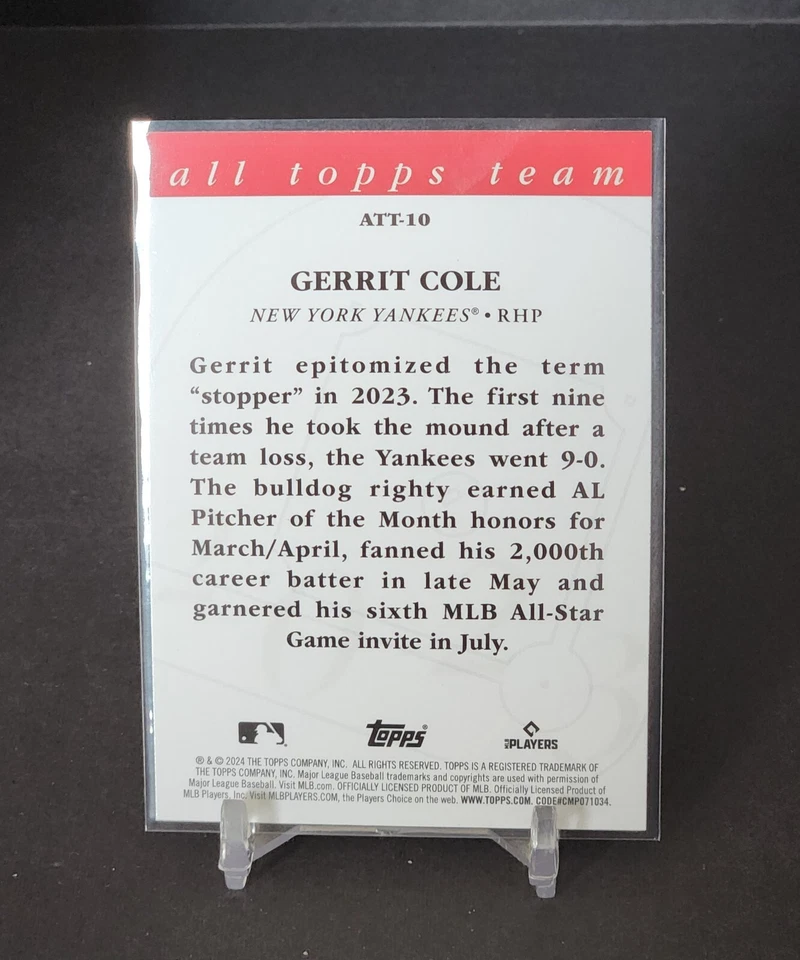 all topps team
ATT-10
GERRIT COLE
NEW YORK YANKEES® • RHP
Gerrit epitomized the term
“stopper” in 2023. The first nine
times he took the mound after a
team loss, the Yankees went 9-0.
The bulldog righty earned AL
Pitcher of the Month honors for
March/April, fanned his 2,000th
career batter in late May and
garnered his sixth MLB All-Star
Game invite in July.
topps® PLAYERS
® & © 2024 THE TOPPS COMPANY, INC. ALL RIGHTS RESERVED. TOPPS IS A REGISTERED TRADEMARK OF
THE TOPPS COMPANY, INC. Major League Baseball trademarks and copyrights are used with permission of
Major League Baseball. Visit MLB.com. OFFICIALLY LICENSED PRODUCT OF MLB. Officially Licensed Product of
MLB Players, Inc. Visit MLBPLAYERS.COM, the Players Choice on the web. WWW.TOPPS.COM. CODE#CMP071034.